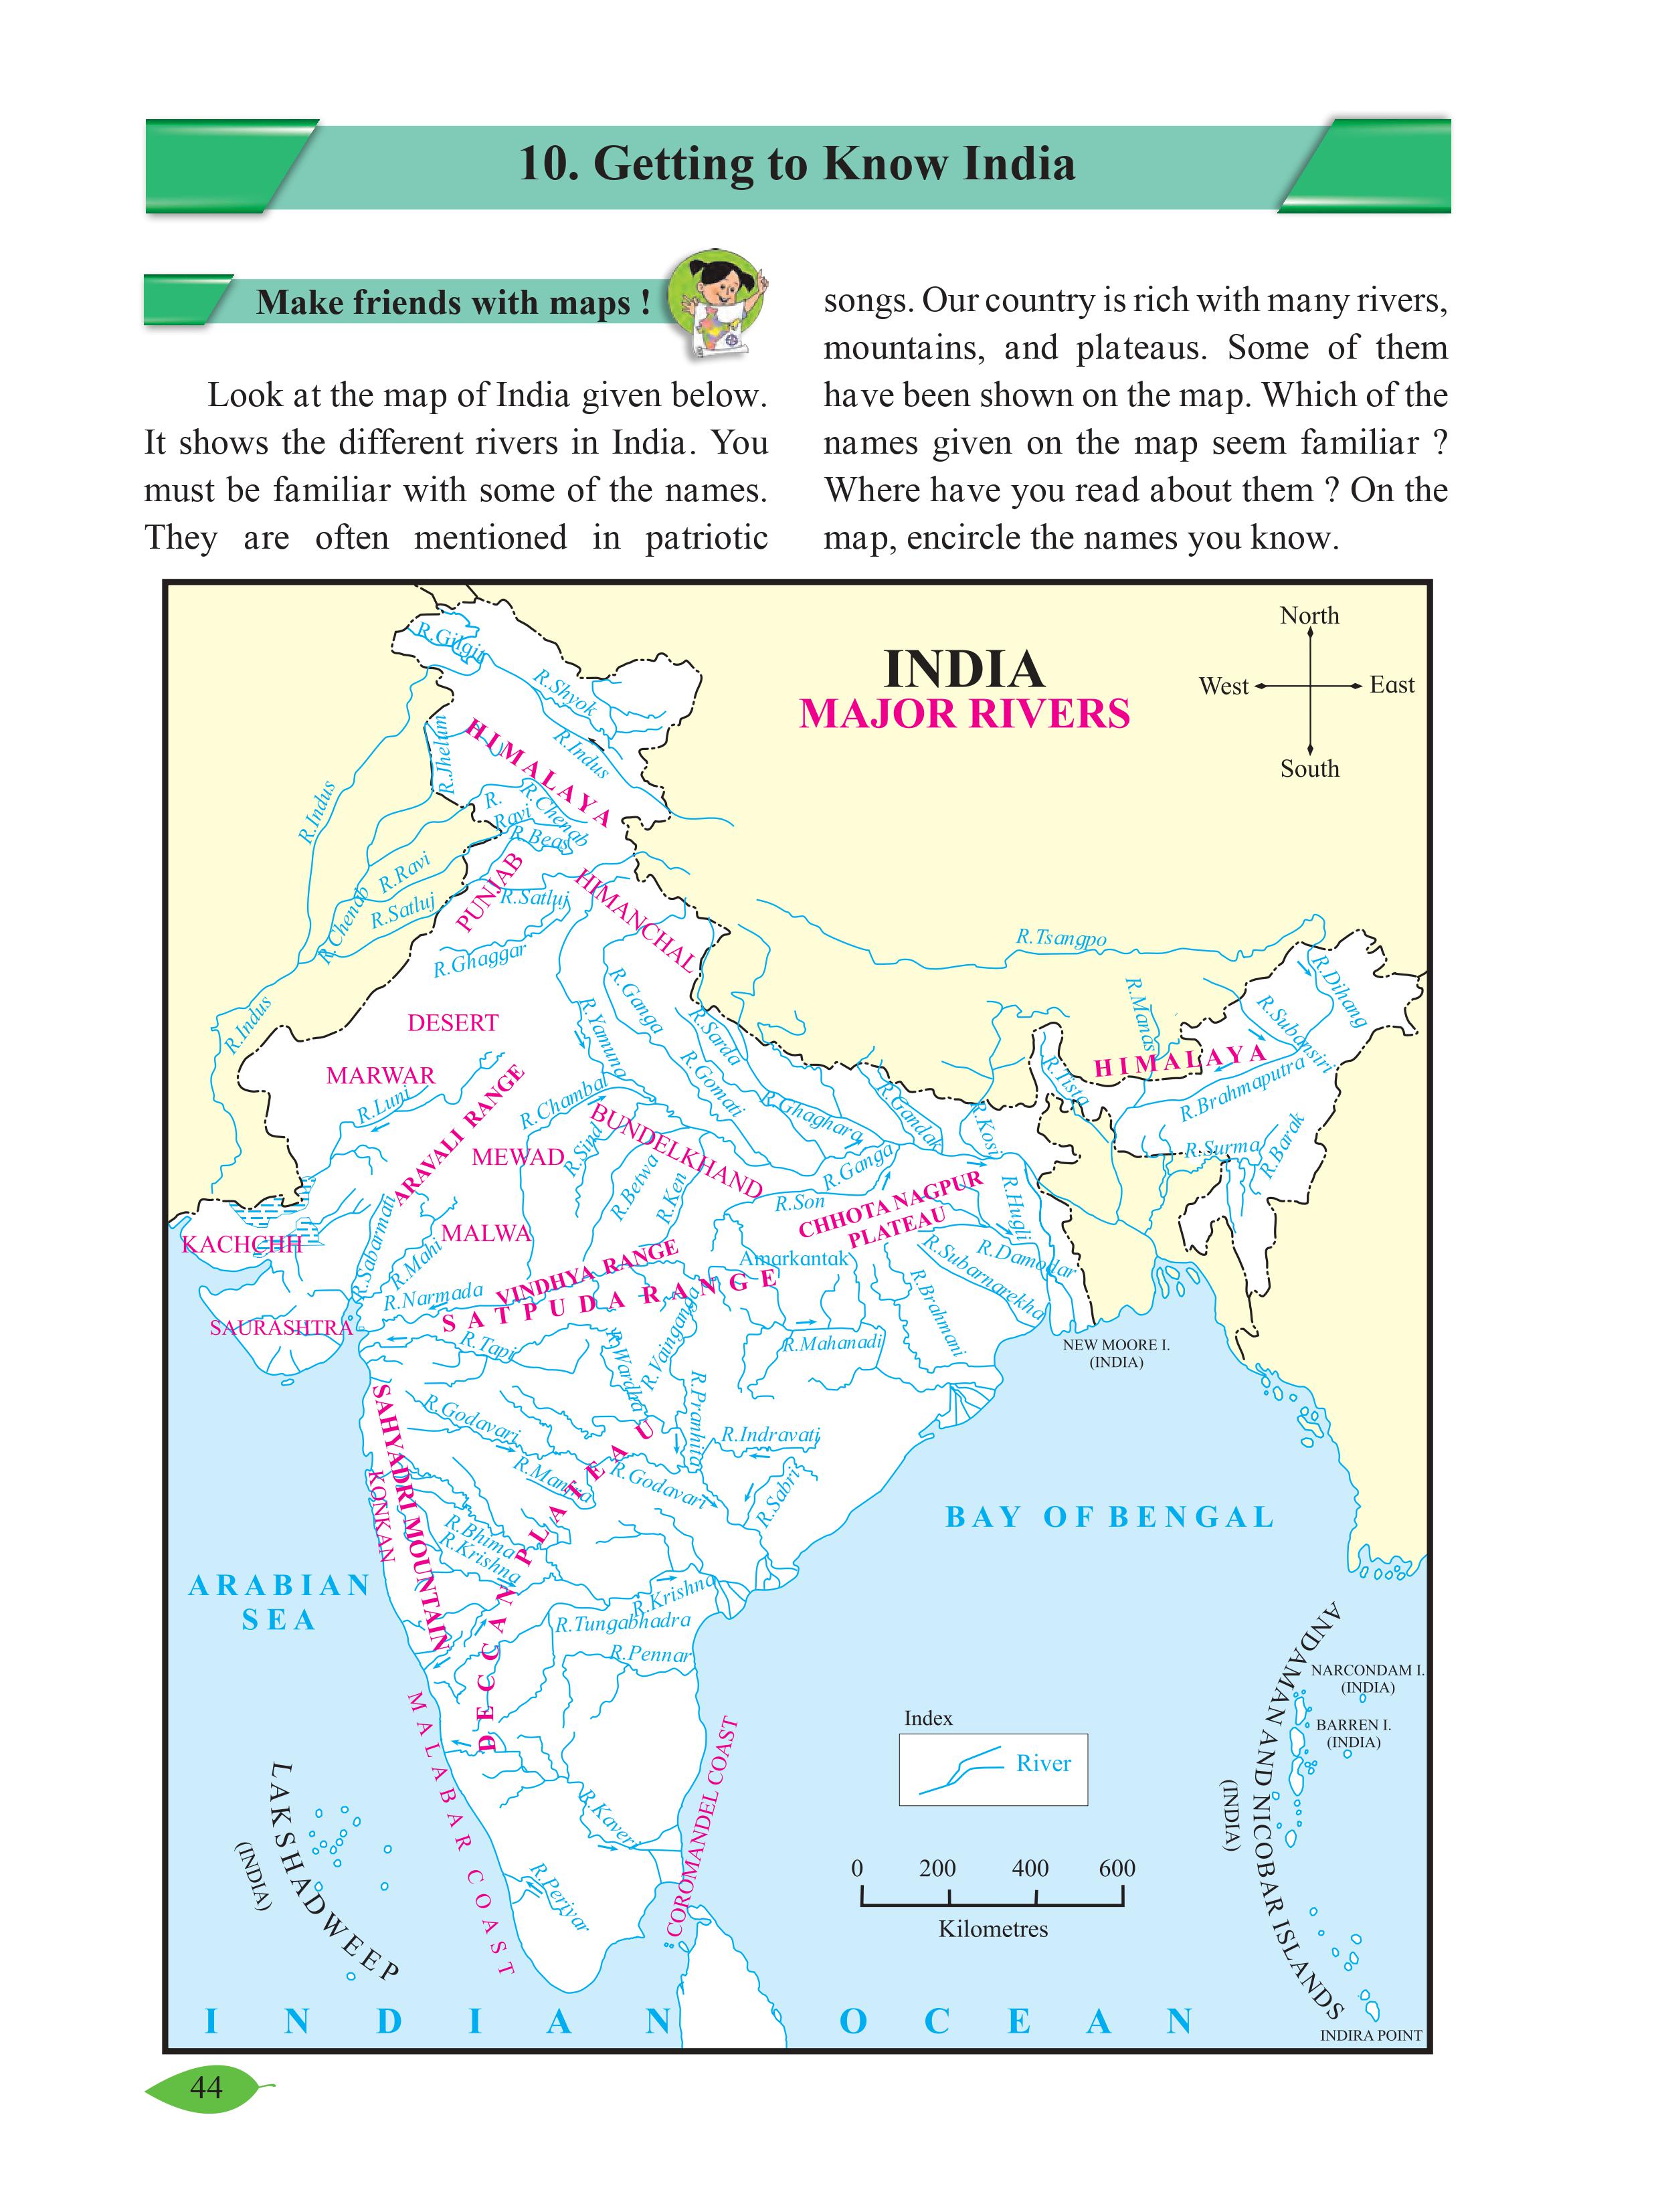 10. Getting to Know India
Make friends with maps !
Look at the map of India given below.
It shows the different rivers in India. You
must be familiar with some of the names.
They are often mentioned in patriotic
songs. Our country is rich with many rivers,
mountains, and plateaus. Some of them
have been shown on the map. Which of the
names given on the map seem familiar ?
Where have you read about them ? On the
map, encircle the names you know.
INDIA
MAJOR RIVERS
North
West
East
South
R.Gilgit
R.Shyok
R.Indus
HIMALAYA
R.Jhelum
R.Indus
R.
Ravi
R.Chenab
R.Beas
R.Ravi
R.Satluj
R.Chenab
PUNJAB
R.Satluj
HIMANCHAL
R.Ghaggar
R.Indus
DESERT
MARWAR
R.Luni
ARAVALI RANGE
R.Yamuna
R.Ganga
R.Sarda
R.Gomati
R.Ghaghara
R.Gandak
R.Kosi
R.Tsangpo
R.Manas
R.Dihang
R.Subansiri
HIMALAYA
R.Tista
R.Brahmaputra
R.Surma
R.Barak
R.Chambal
BUNDELKHAND
MEWAD
R.Sind
R.Betwa
R.Ken
R.Ganga
R.Son
CHHOTA NAGPUR
PLATEAU
R.Hugli
R.Damodar
R.Subarnarekha
KACHCHH
R.Sabarmati
R.Mahi
MALWA
Amarkantak
R.Narmada
VINDHYA RANGE
SATPUDA RANGE
SAURASHTRA
R.Tapi
R.Wardha
R.Vainganga
R.Mahanadi
R.Brahmani
NEW MOORE I.
(INDIA)
SAHYADRI MOUNTAIN
KONKAN
R.Godavari
R.Pranhita
R.Indravati
R.Manjra
R.Godavari
R.Sabri
DECCAN PLATEAU
R.Bhima
R.Krishna
R.Krishna
R.Tungabhadra
R.Pennar
BAY OF BENGAL
ARABIAN
SEA
MALABAR COAST
COROMANDEL COAST
R.Kaveri
R.Periyar
LAKSHADWEEP
(INDIA)
ANDAMAN AND NICOBAR ISLANDS
(INDIA)
NARCONDAM I.
(INDIA)
BARREN I.
(INDIA)
INDIRA POINT
Index
River
0 200 400 600
Kilometres
INDIAN OCEAN
44